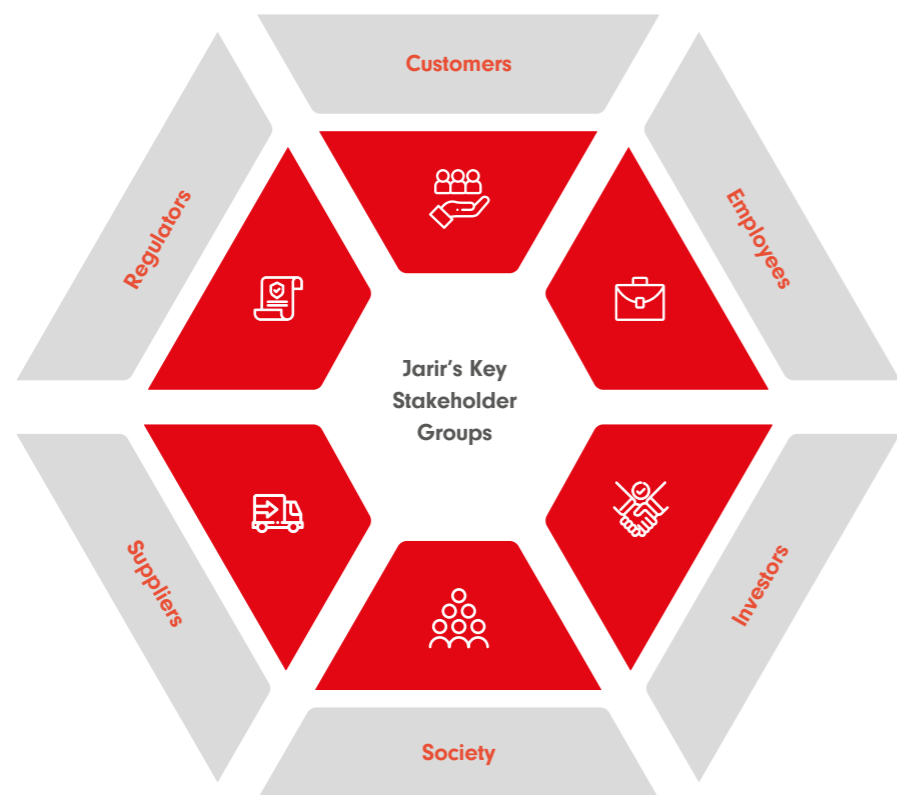 Customers
Employees
Investors
Society
Suppliers
Regulators
Jarir's Key
Stakeholder
Groups